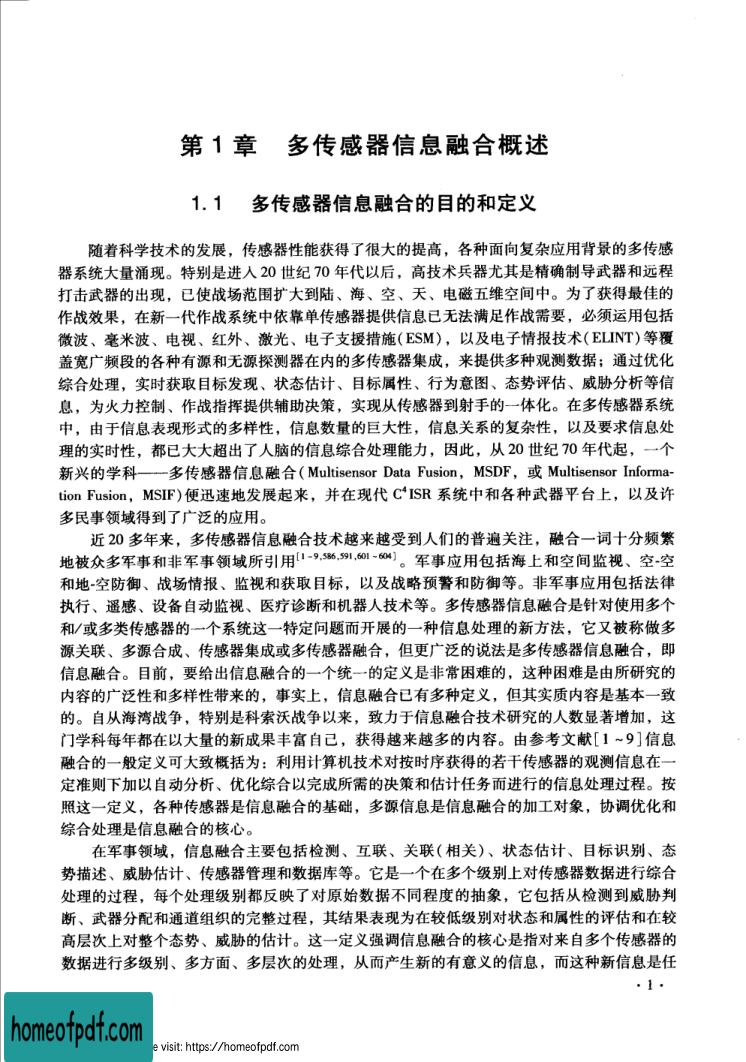 第 1 章　多传感器信息融合概述
1.1　多传感器信息融合的目的和定义
随着科学技术的发展，传感器性能获得了很大的提高，各种面向复杂应用背景的多传感
器系统大量涌现。特别是进入 20 世纪 70 年代以后，高技术兵器尤其是精确制导武器和远程
打击武器的出现，已使战场范围扩大到陆、海、空、天、电磁五维空间中。为了获得最佳的
作战效果，在新一代作战系统中依靠单传感器提供信息已无法满足作战需要，必须运用包括
微波、毫米波、电视、红外、激光、电子支援措施(ESM)，以及电子情报技术(ELINT)等覆
盖宽广频段的各种有源和无源探测器在内的多传感器集成，来提供多种观测数据；通过优化
综合处理，实时获取目标发现、状态估计、目标属性、行为意图、态势评估、威胁分析等信
息，为火力控制、作战指挥提供辅助决策，实现从传感器到射手的一体化。在多传感器系统
中，由于信息表现形式的多样性，信息数量的巨大性，信息关系的复杂性，以及要求信息处
理的实时性，都已大大超出了人脑的信息综合处理能力，因此，从 20 世纪 70 年代起，一个
新兴的学科——多传感器信息融合(Multisensor Data Fusion，MSDF，或 Multisensor Informa-
tion Fusion，MSIF)便迅速地发展起来，并在现代 C⁴ISR 系统中和各种武器平台上，以及许
多民事领域得到了广泛的应用。
近 20 多年来，多传感器信息融合技术越来越受到人们的普遍关注，融合一词十分频繁
地被众多军事和非军事领域所引用[1~9,586,591,601~604]。军事应用包括海上和空间监视、空-空
和地-空防御、战场情报、监视和获取目标，以及战略预警和防御等。非军事应用包括法律
执行、遥感、设备自动监视、医疗诊断和机器人技术等。多传感器信息融合是针对使用多个
和/或多类传感器的一个系统这一特定问题而开展的一种信息处理的新方法，它又被称做多
源关联、多源合成、传感器集成或多传感器融合，但更广泛的说法是多传感器信息融合，即
信息融合。目前，要给出信息融合的一个统一的定义是非常困难的，这种困难是由所研究的
内容的广泛性和多样性带来的，事实上，信息融合已有多种定义，但其实质内容是基本一致
的。自从海湾战争，特别是科索沃战争以来，致力于信息融合技术研究的人数显著增加，这
门学科每年都在以大量的新成果丰富自己，获得越来越多的内容。由参考文献[1~9]信息
融合的一般定义可大致概括为：利用计算机技术对按时序获得的若干传感器的观测信息在一
定准则下加以自动分析、优化综合以完成所需的决策和估计任务而进行的信息处理过程。按
照这一定义，各种传感器是信息融合的基础，多源信息是信息融合的加工对象，协调优化和
综合处理是信息融合的核心。
在军事领域，信息融合主要包括检测、互联、关联(相关)、状态估计、目标识别、态
势描述、威胁估计、传感器管理和数据库等。它是一个在多个级别上对传感器数据进行综合
处理的过程，每个处理级别都反映了对原始数据不同程度的抽象，它包括从检测到威胁判
断、武器分配和通道组织的完整过程，其结果表现为在较低级别对状态和属性的评估和在较
高层次上对整个态势、威胁的估计。这一定义强调信息融合的核心是指对来自多个传感器的
数据进行多级别、多方面、多层次的处理，从而产生新的有意义的信息，而这种新信息是任
·1·
homeofpdf.com
e visit: https://homeofpdf.com